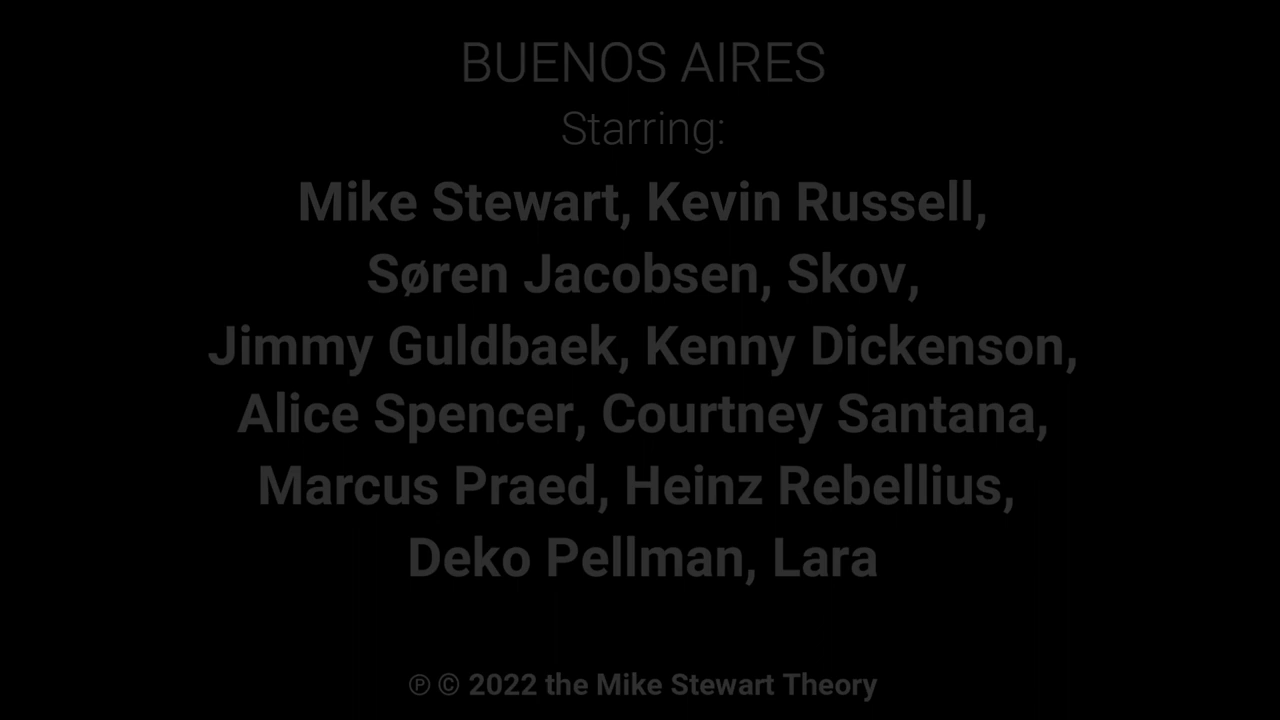 BUENOS AIRES
Starring:
Mike Stewart, Kevin Russell,
Søren Jacobsen, Skov,
Jimmy Guldbaek, Kenny Dickenson,
Alice Spencer, Courtney Santana,
Marcus Praed, Heinz Rebellius,
Deko Pellman, Lara
℗ © 2022 the Mike Stewart Theory